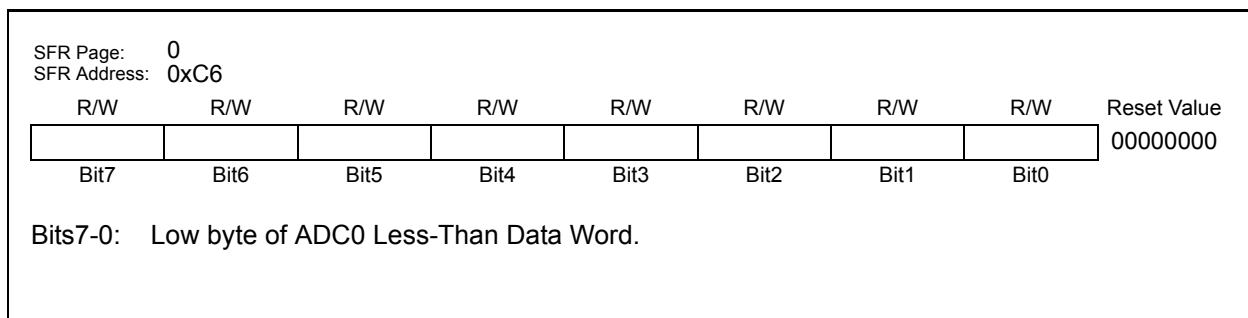 SFR Page: 0
SFR Address: 0xC6
R/W R/W R/W R/W R/W R/W R/W R/W Reset Value
00000000
Bit7 Bit6 Bit5 Bit4 Bit3 Bit2 Bit1 Bit0
Bits7-0: Low byte of ADC0 Less-Than Data Word.